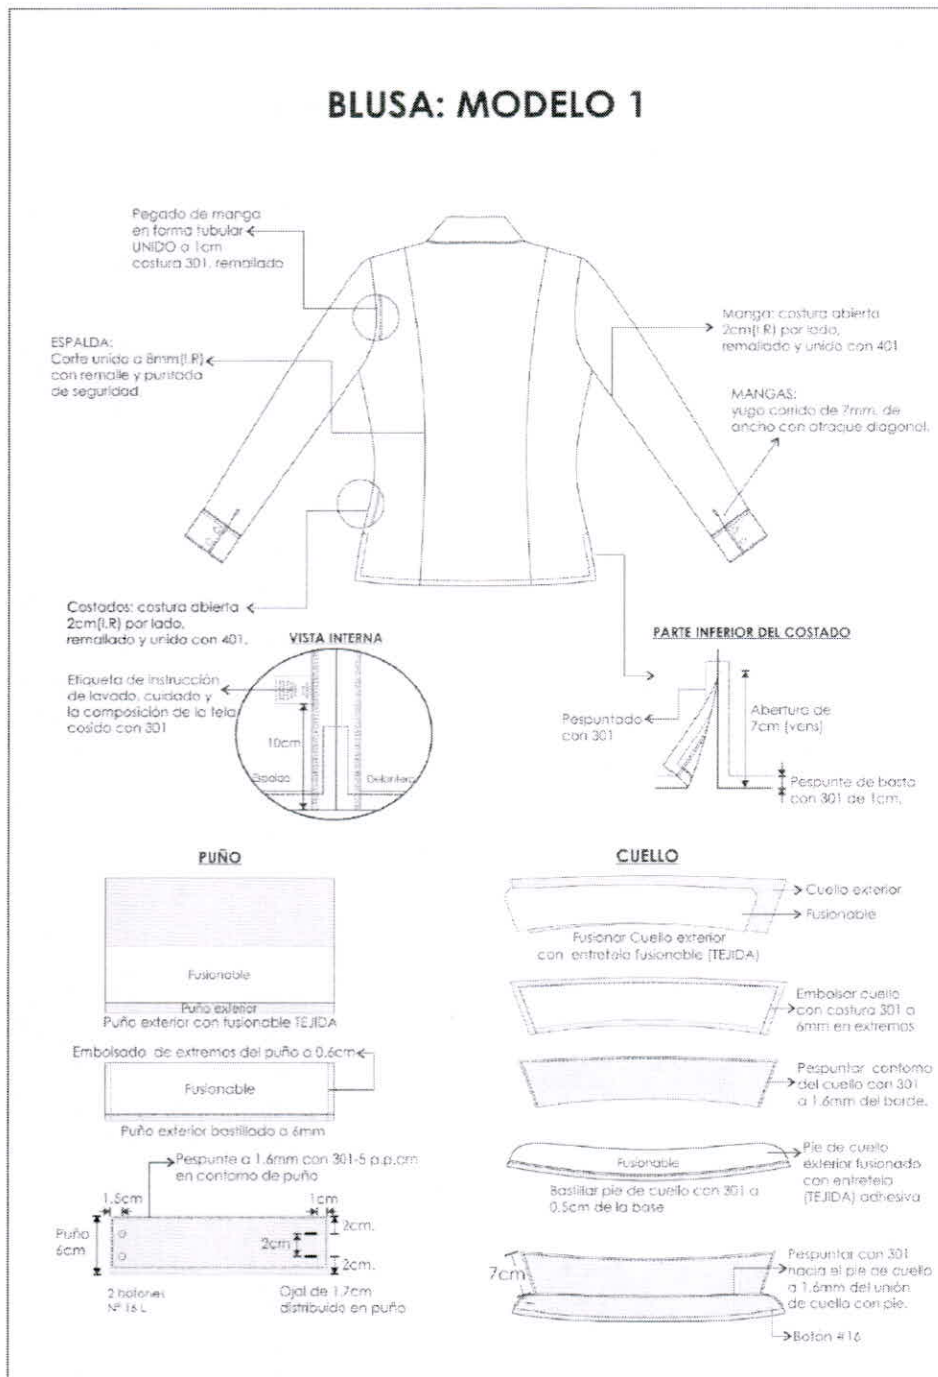 BLUSA: MODELO 1
Pegado de manga
en forma tubular
UNIDO a 1cm
costura 301, remallado
ESPALDA:
Corte unido a 8mm(I.R)
con remalle y puntada
de seguridad
Manga: costura abierta
2cm(I.R) por lado,
remallado y unido con 401
MANGAS:
yugo corrido de 7mm. de
ancho con atraque diagonal.
Costados: costura abierta
2cm(I.R) por lado,
remallado y unido con 401.
Etiqueta de instrucción
de lavado, cuidado y
la composición de la tela
cosido con 301
VISTA INTERNA
10cm
Espalda
Delantero
PARTE INFERIOR DEL COSTADO
Pespuntado
con 301
Abertura de
7cm (vens)
Pespunte de basta
con 301 de 1cm.
PUÑO
Fusionable
Puño exterior
Puño exterior con fusionable TEJIDA
Embolsado de extremos del puño a 0.6cm
Fusionable
Puño exterior bastillado a 6mm
Pespunte a 1.6mm con 301-5 p.p.cm
en contorno de puño
1.5cm
1cm
Puño
6cm
2cm
2cm.
2cm.
2 botones
Nº 16 L
Ojal de 1.7cm
distribuido en puño
CUELLO
Cuello exterior
Fusionable
Fusionar Cuello exterior
con entretela fusionable (TEJIDA)
Embolsar cuello
con costura 301 a
6mm en extremos
Pespuntar contorno
del cuello con 301
a 1.6mm del borde.
Fusionable
Bastillar pie de cuello con 301 a
0.5cm de la base
Pie de cuello
exterior fusionado
con entretela
(TEJIDA) adhesiva
7cm
Pespuntar con 301
hacia el pie de cuello
a 1.6mm del unión
de cuello con pie.
Boton #16